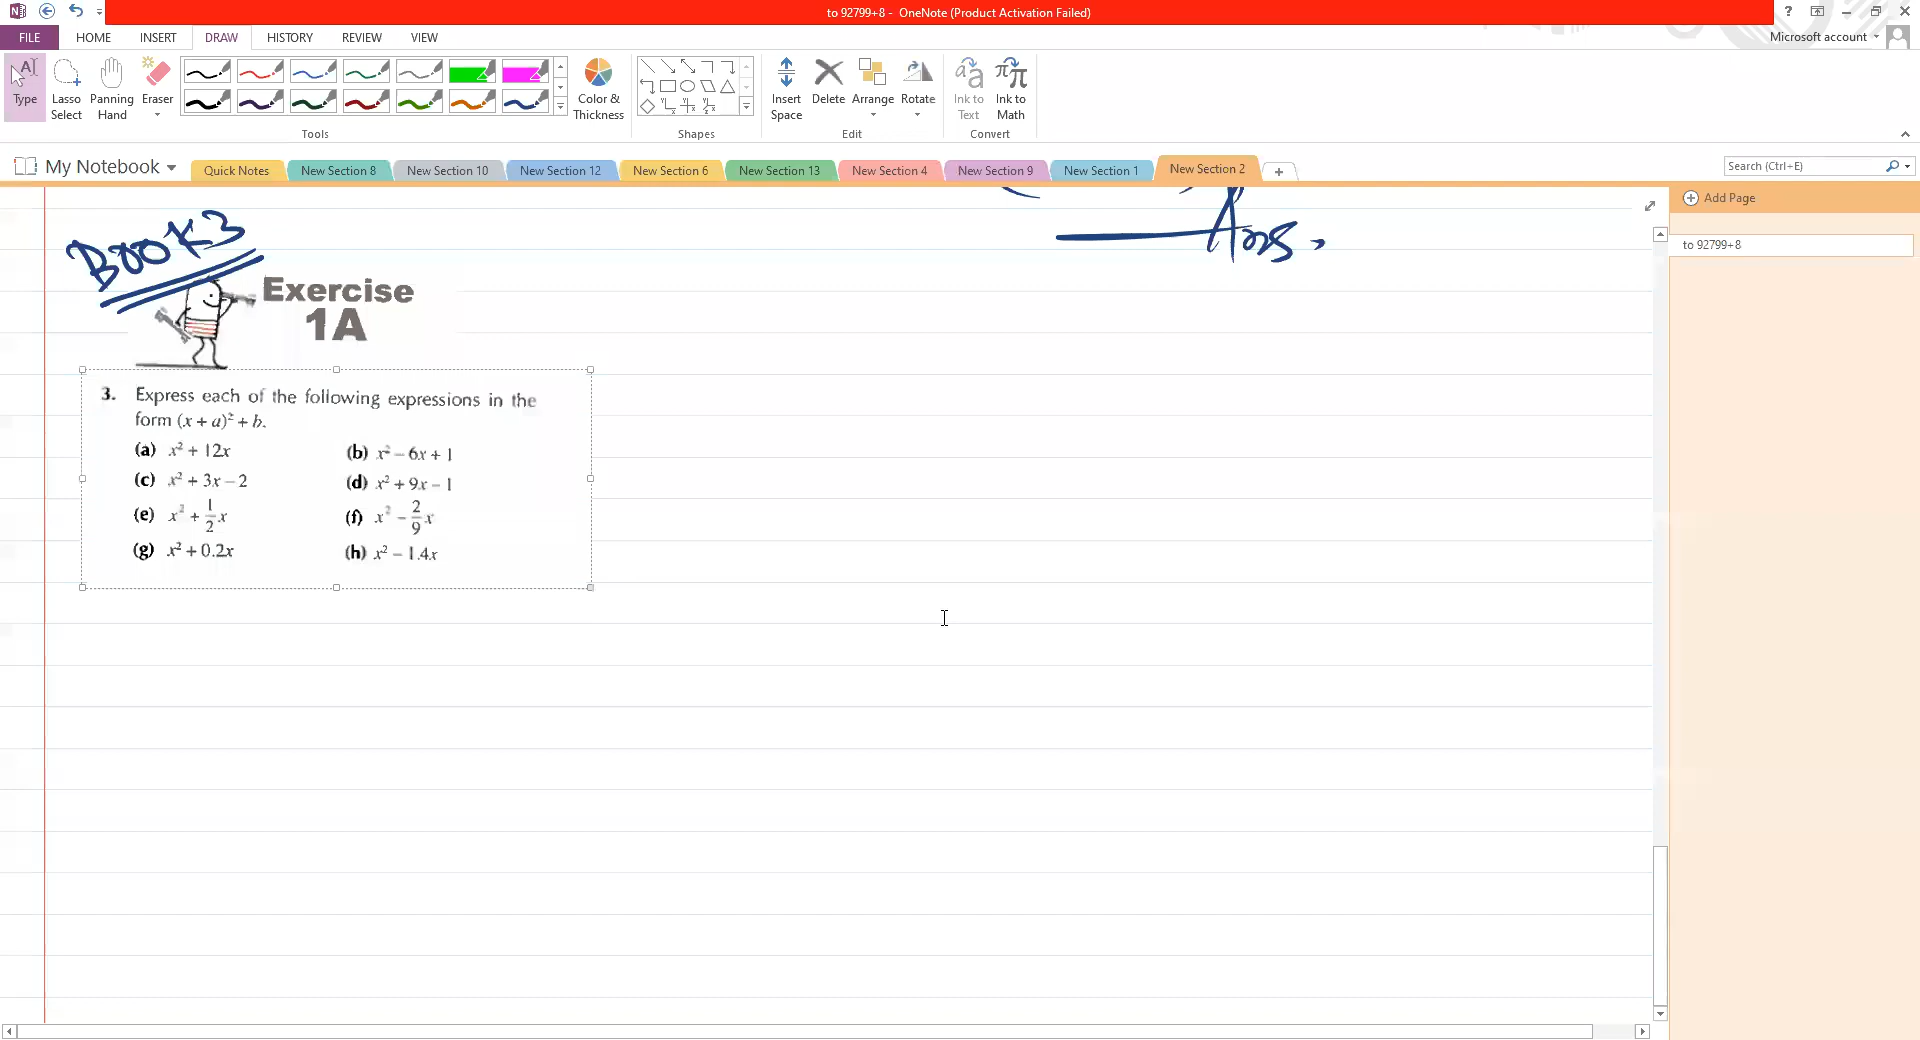 to 92799+8 - OneNote (Product Activation Failed)
FILE HOME INSERT DRAW HISTORY REVIEW VIEW
Microsoft account
Type
Lasso Select
Panning Hand
Eraser
Color & Thickness
Insert Space
Delete
Arrange
Rotate
Ink to Text
Ink to Math
Tools
Shapes
Edit
Convert
My Notebook
Quick Notes
New Section 8
New Section 10
New Section 12
New Section 6
New Section 13
New Section 4
New Section 9
New Section 1
New Section 2
Search (Ctrl+E)
Add Page
to 92799+8
Book3
Ans.
Exercise
1A
3. Express each of the following expressions in the
form (x + a)² + b.
(a) x² + 12x (b) x² – 6x + 1
(c) x² + 3x – 2 (d) x² + 9x – 1
(e) x² + 1/2 x (f) x² – 2/9 x
(g) x² + 0.2x (h) x² – 1.4x